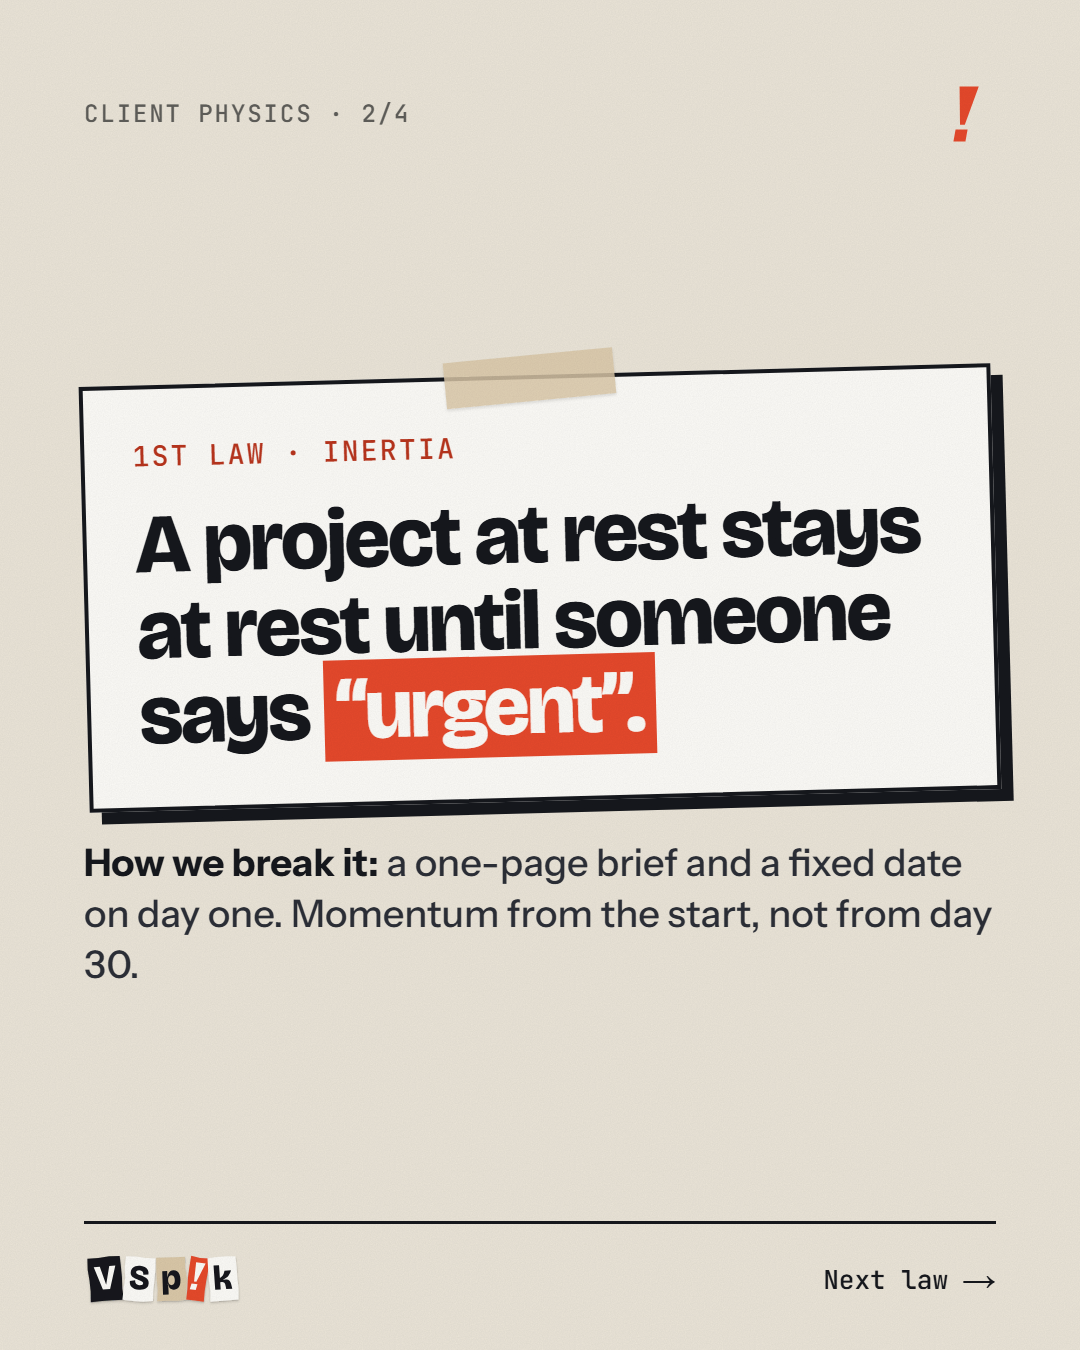 CLIENT PHYSICS · 2/4
!
1ST LAW · INERTIA
A project at rest stays
at rest until someone
says “urgent”.
How we break it: a one-page brief and a fixed date
on day one. Momentum from the start, not from day
30.
VSp!k
Next law →